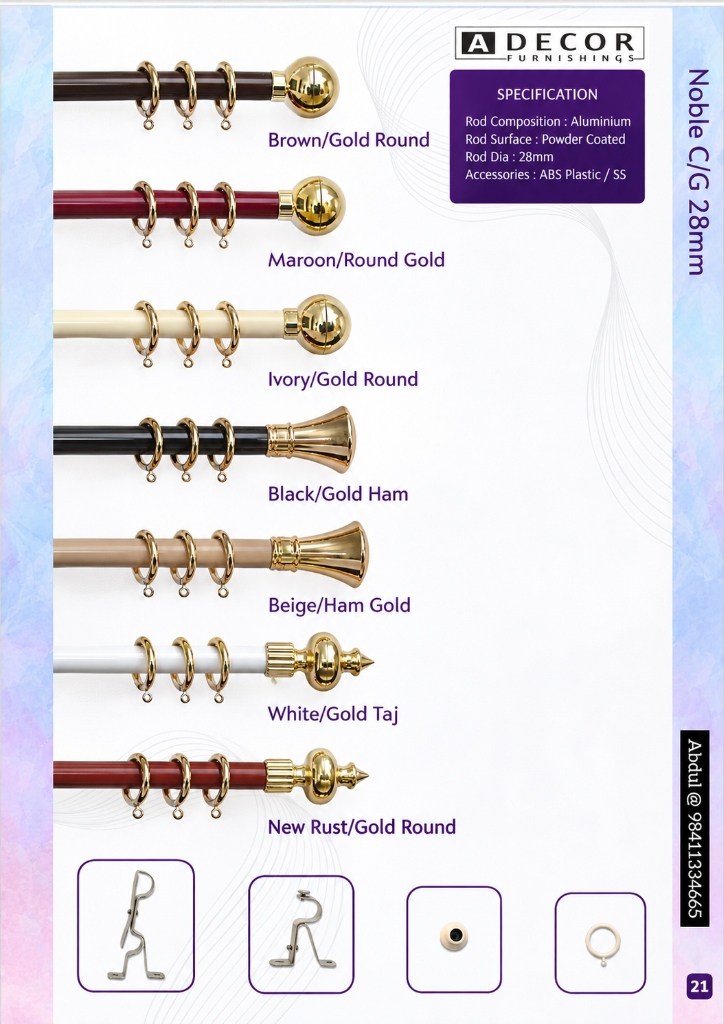 A DECOR
FURNISHINGS
SPECIFICATION
Rod Composition : Aluminium
Rod Surface : Powder Coated
Rod Dia : 28mm
Accessories : ABS Plastic / SS
Noble C/G 28mm
Brown/Gold Round
Maroon/Round Gold
Ivory/Gold Round
Black/Gold Ham
Beige/Ham Gold
White/Gold Taj
New Rust/Gold Round
Abdul @ 98411334665
21